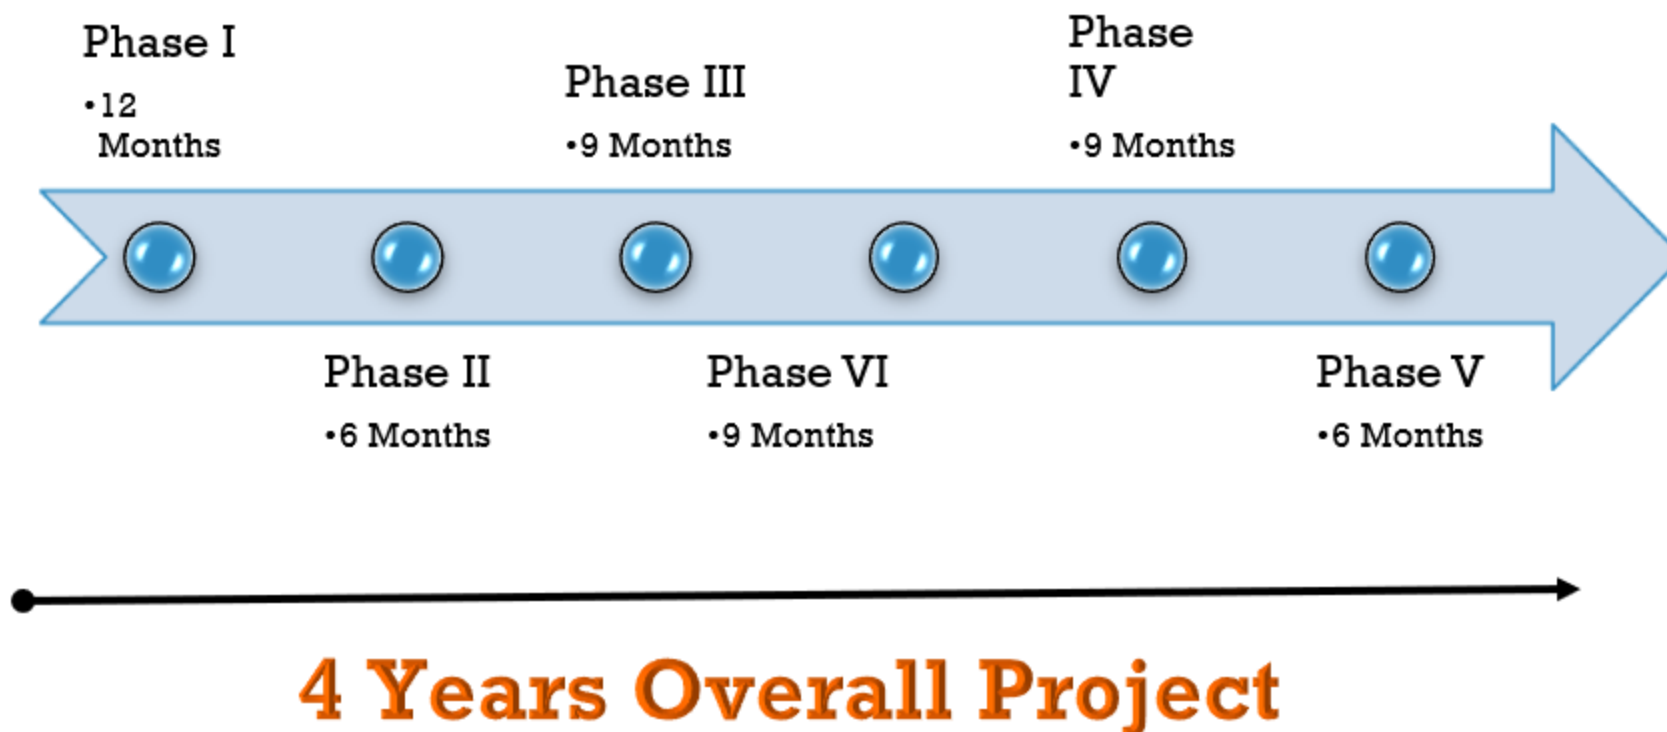 Phase I
•12
Months
Phase II
•6 Months
Phase III
•9 Months
Phase VI
•9 Months
Phase
IV
•9 Months
Phase V
•6 Months
4 Years Overall Project